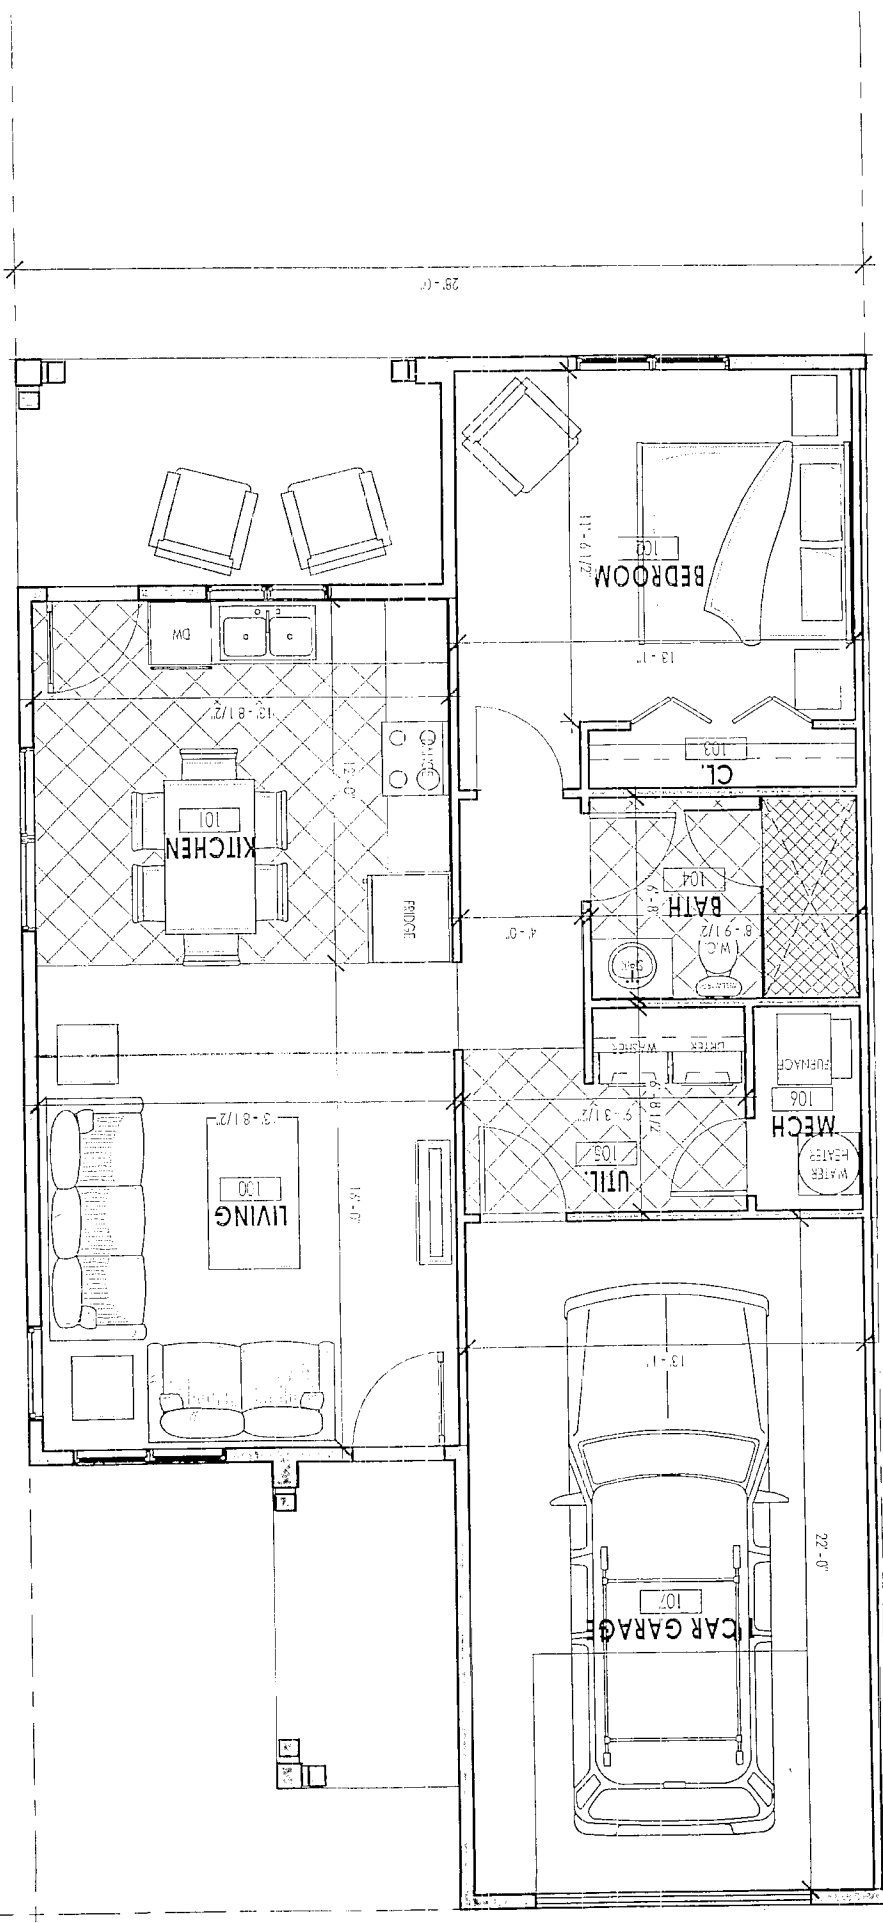 1 CAR GARAGE
107
22'-0"
13'-1"
LIVING
100
16'-0"
13'-8 1/2"
UTIL.
105
9'-3 1/2"
6'-8 1/2"
MECH
106
WATER
HEATER
FURNACE
WASHER
DRYER
BATH
104
6'-8"
8'-9 1/2"
W.C.
4'-0"
KITCHEN
101
12'-0"
13'-8 1/2"
FRIDGE
RANGE
DW
CL.
103
BEDROOM
102
13'-1"
11'-6 1/2"
28'-0"